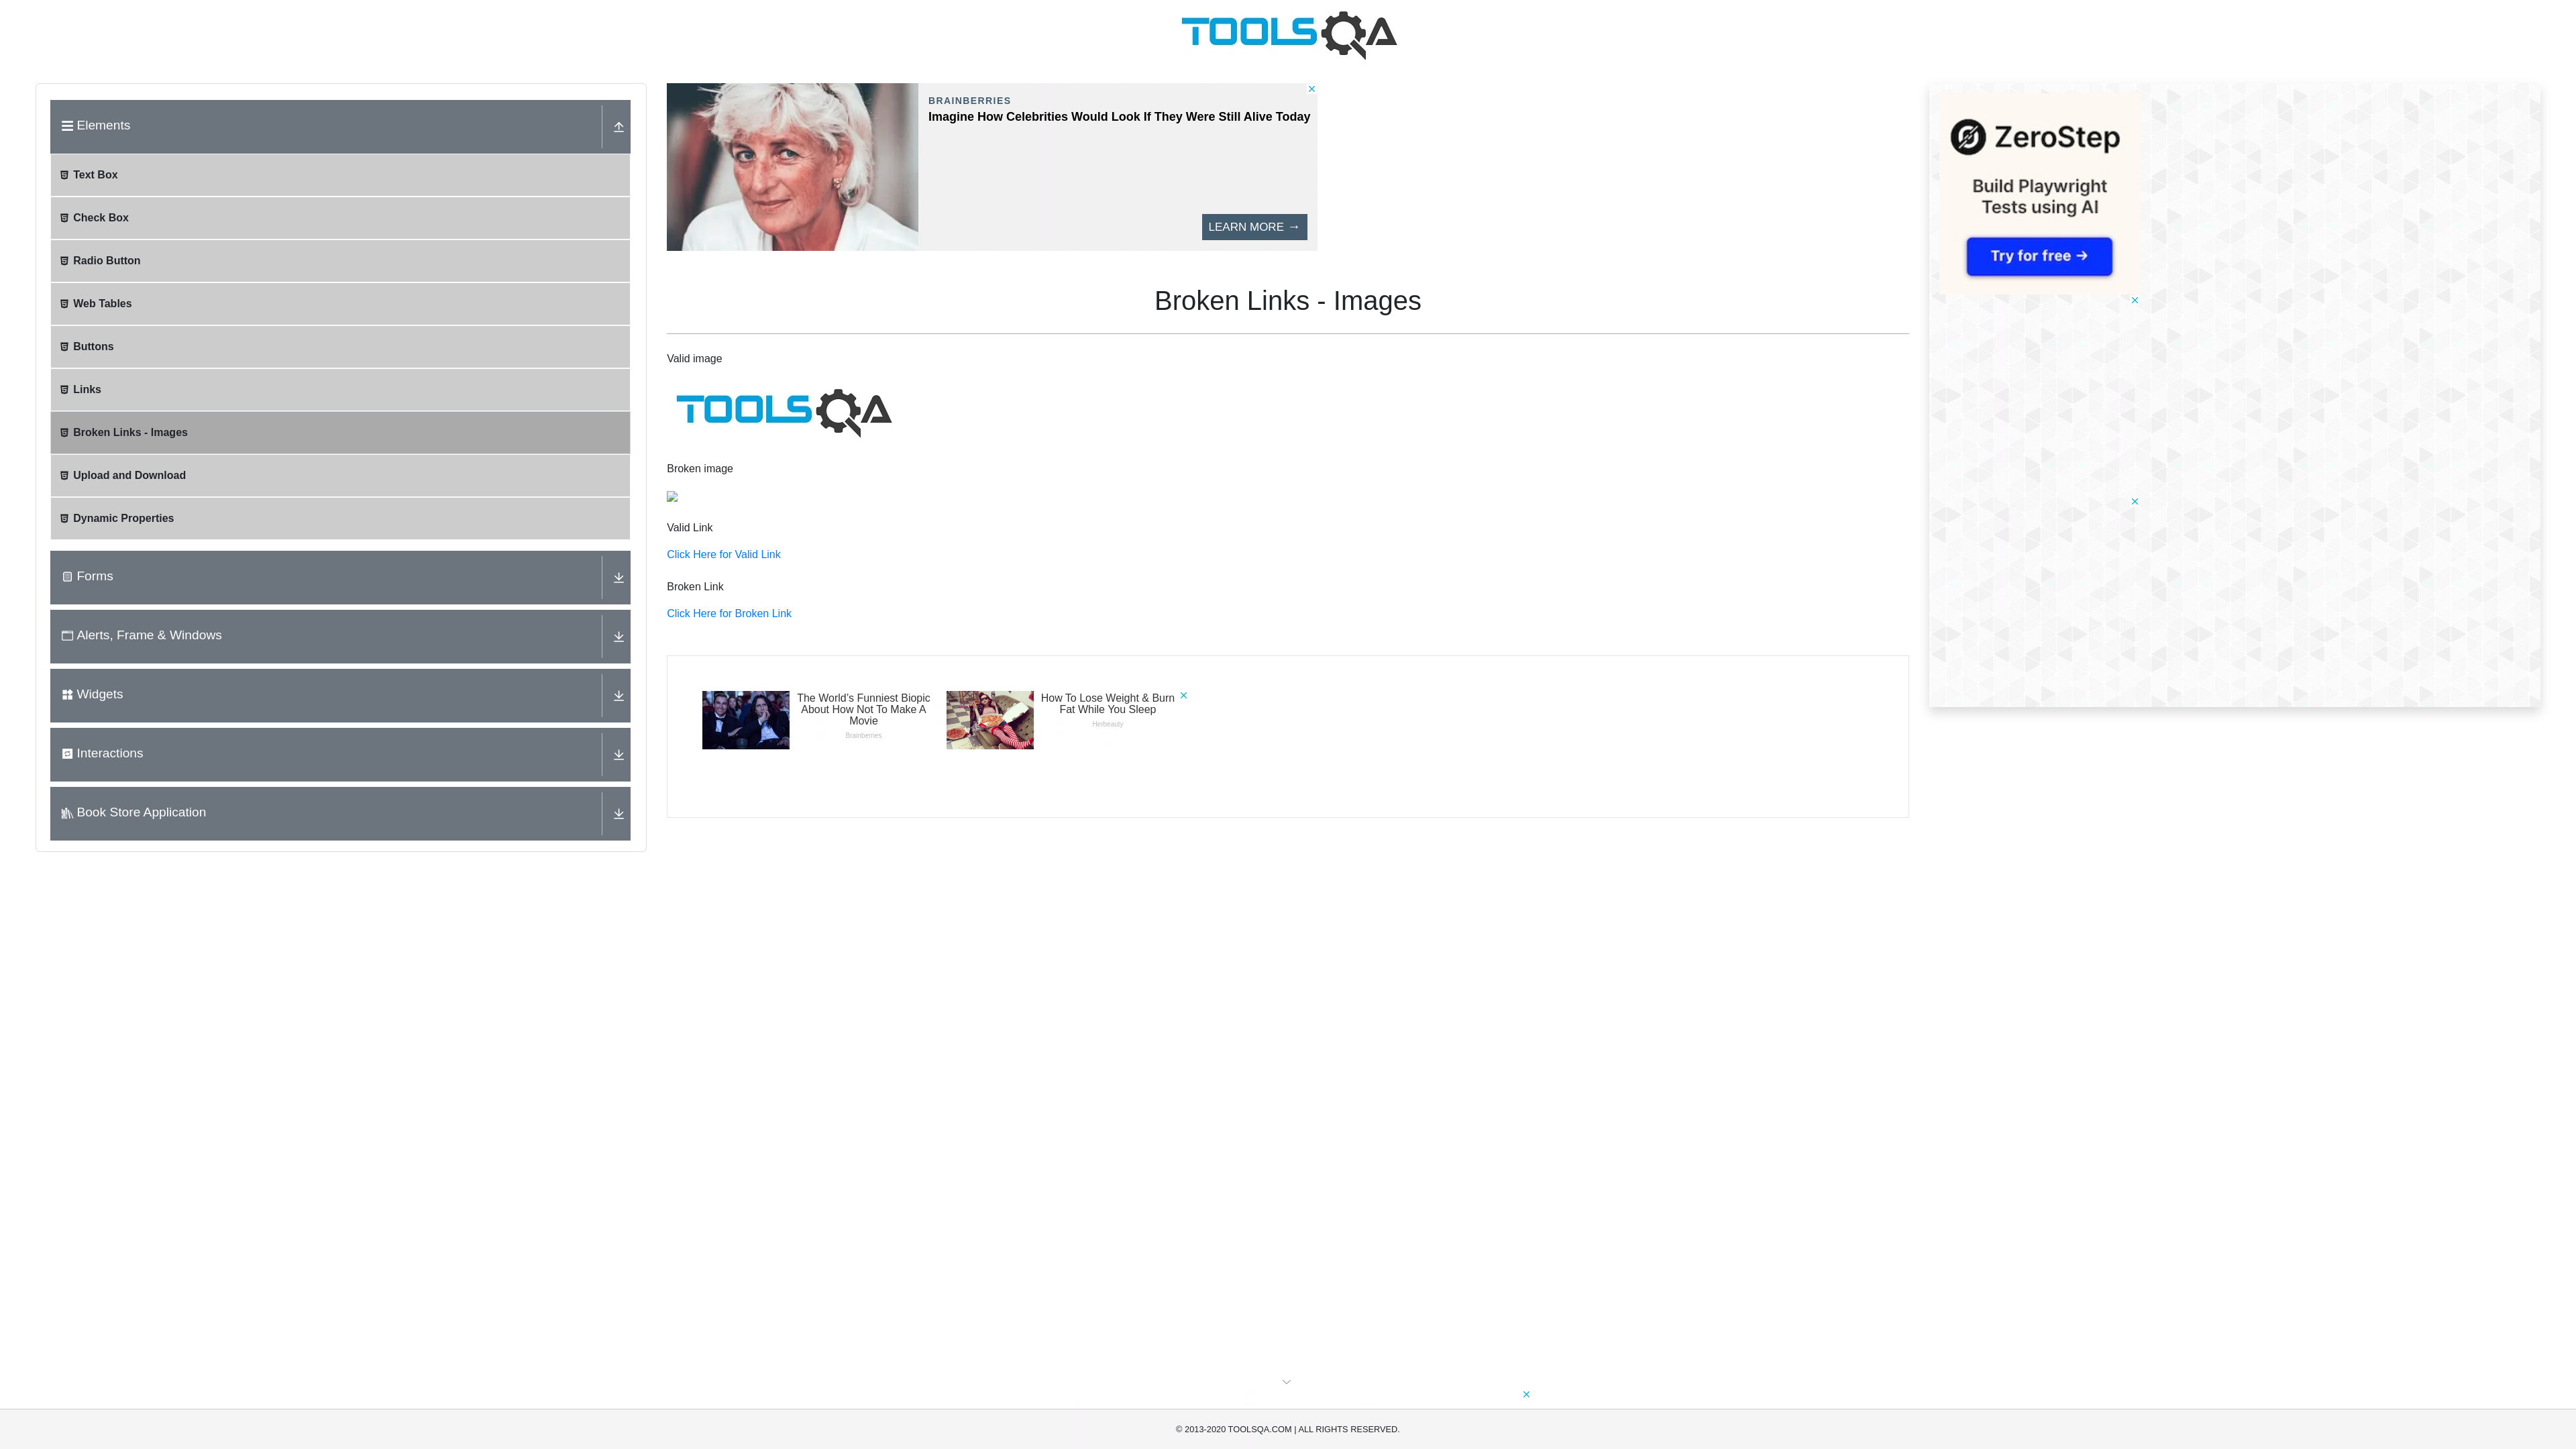 TOOLSQA
Elements
Text Box
Check Box
Radio Button
Web Tables
Buttons
Links
Broken Links - Images
Upload and Download
Dynamic Properties
Forms
Alerts, Frame & Windows
Widgets
Interactions
Book Store Application
BRAINBERRIES
Imagine How Celebrities Would Look If They Were Still Alive Today
LEARN MORE →
Broken Links - Images
Valid image
TOOLSQA
Broken image
Valid Link
Click Here for Valid Link
Broken Link
Click Here for Broken Link
The World's Funniest Biopic
About How Not To Make A
Movie
Brainberries
How To Lose Weight & Burn
Fat While You Sleep
Herbeauty
ZeroStep
Build Playwright
Tests using AI
Try for free →
© 2013-2020 TOOLSQA.COM | ALL RIGHTS RESERVED.